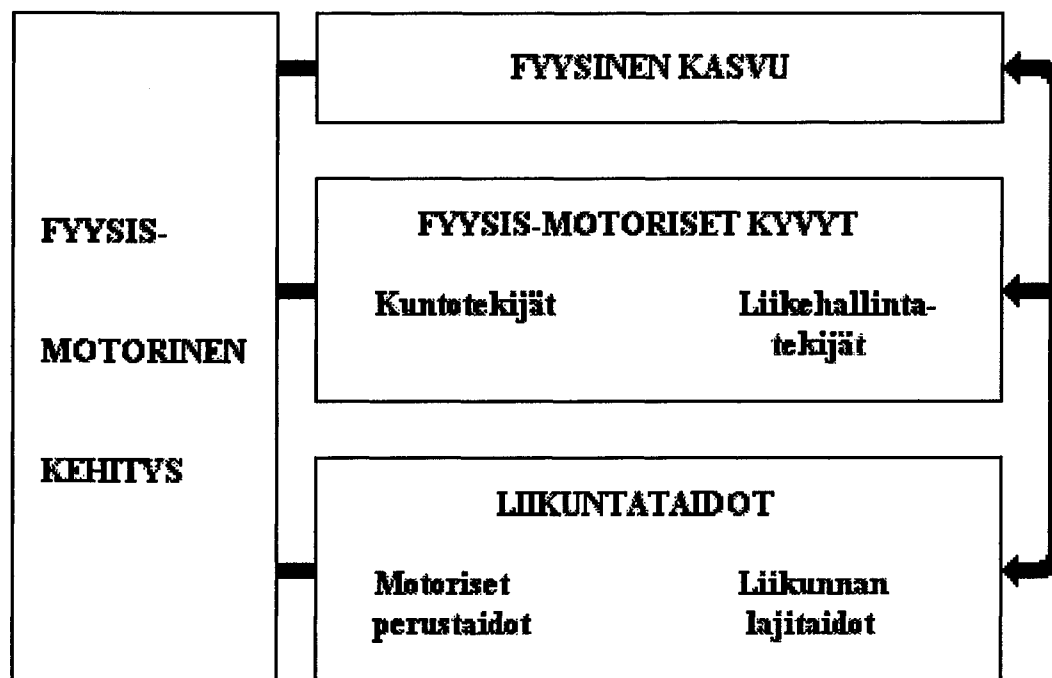 FYYSIS-
MOTORINEN
KEHITYS
FYYSINEN KASVU
FYYSIS-MOTORISET KYVYT
Kuntotekijät
Liikehallinta-
tekijät
LIIKUNTATAIDOT
Motoriset
perustaidot
Liikunnan
lajitaidot